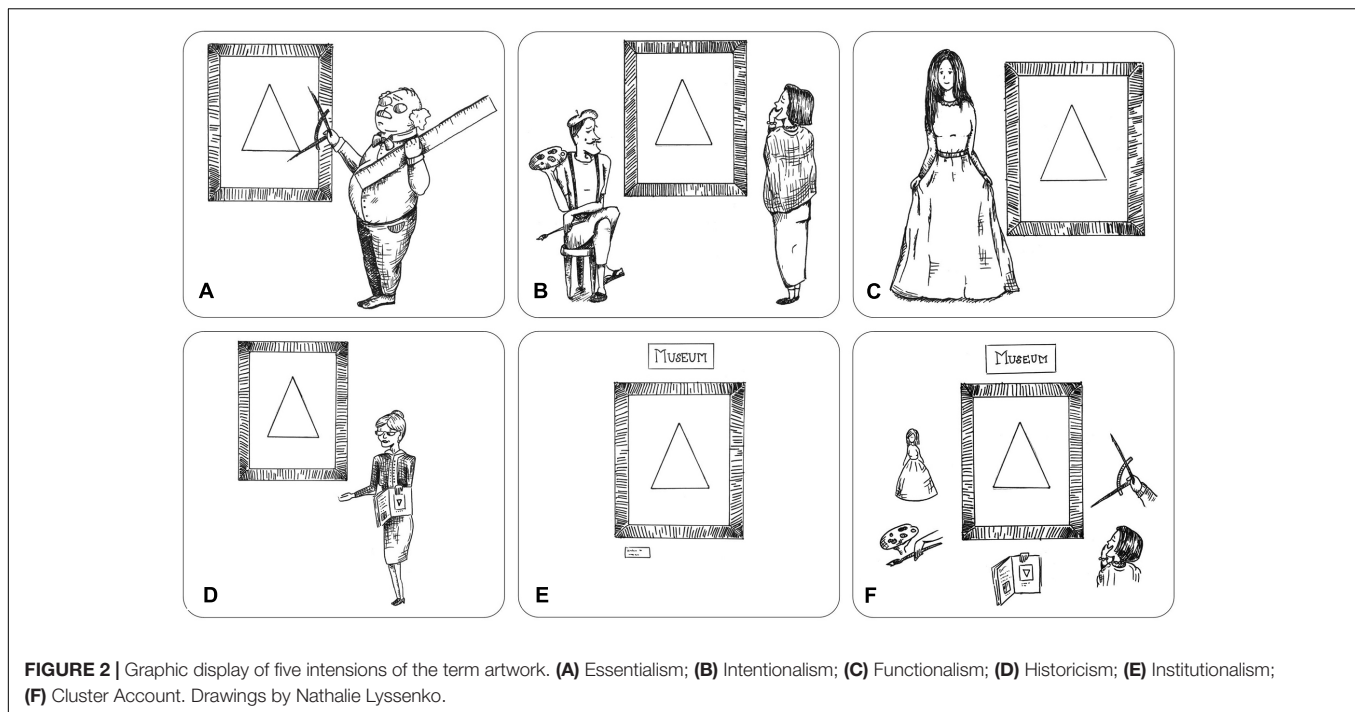 A
B
C
D
MUSEUM
E
MUSEUM
F
FIGURE 2 | Graphic display of five intensions of the term artwork. (A) Essentialism; (B) Intentionalism; (C) Functionalism; (D) Historicism; (E) Institutionalism;
(F) Cluster Account. Drawings by Nathalie Lyssenko.